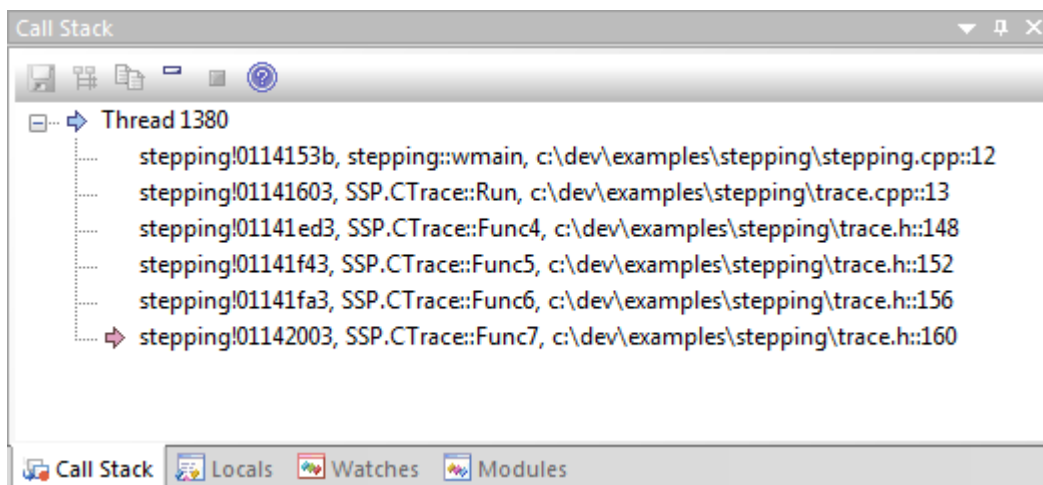 Call Stack
Thread 1380
stepping!0114153b, stepping::wmain, c:\dev\examples\stepping\stepping.cpp::12
stepping!01141603, SSP.CTrace::Run, c:\dev\examples\stepping\trace.cpp::13
stepping!01141ed3, SSP.CTrace::Func4, c:\dev\examples\stepping\trace.h::148
stepping!01141f43, SSP.CTrace::Func5, c:\dev\examples\stepping\trace.h::152
stepping!01141fa3, SSP.CTrace::Func6, c:\dev\examples\stepping\trace.h::156
stepping!01142003, SSP.CTrace::Func7, c:\dev\examples\stepping\trace.h::160
Call Stack Locals Watches Modules